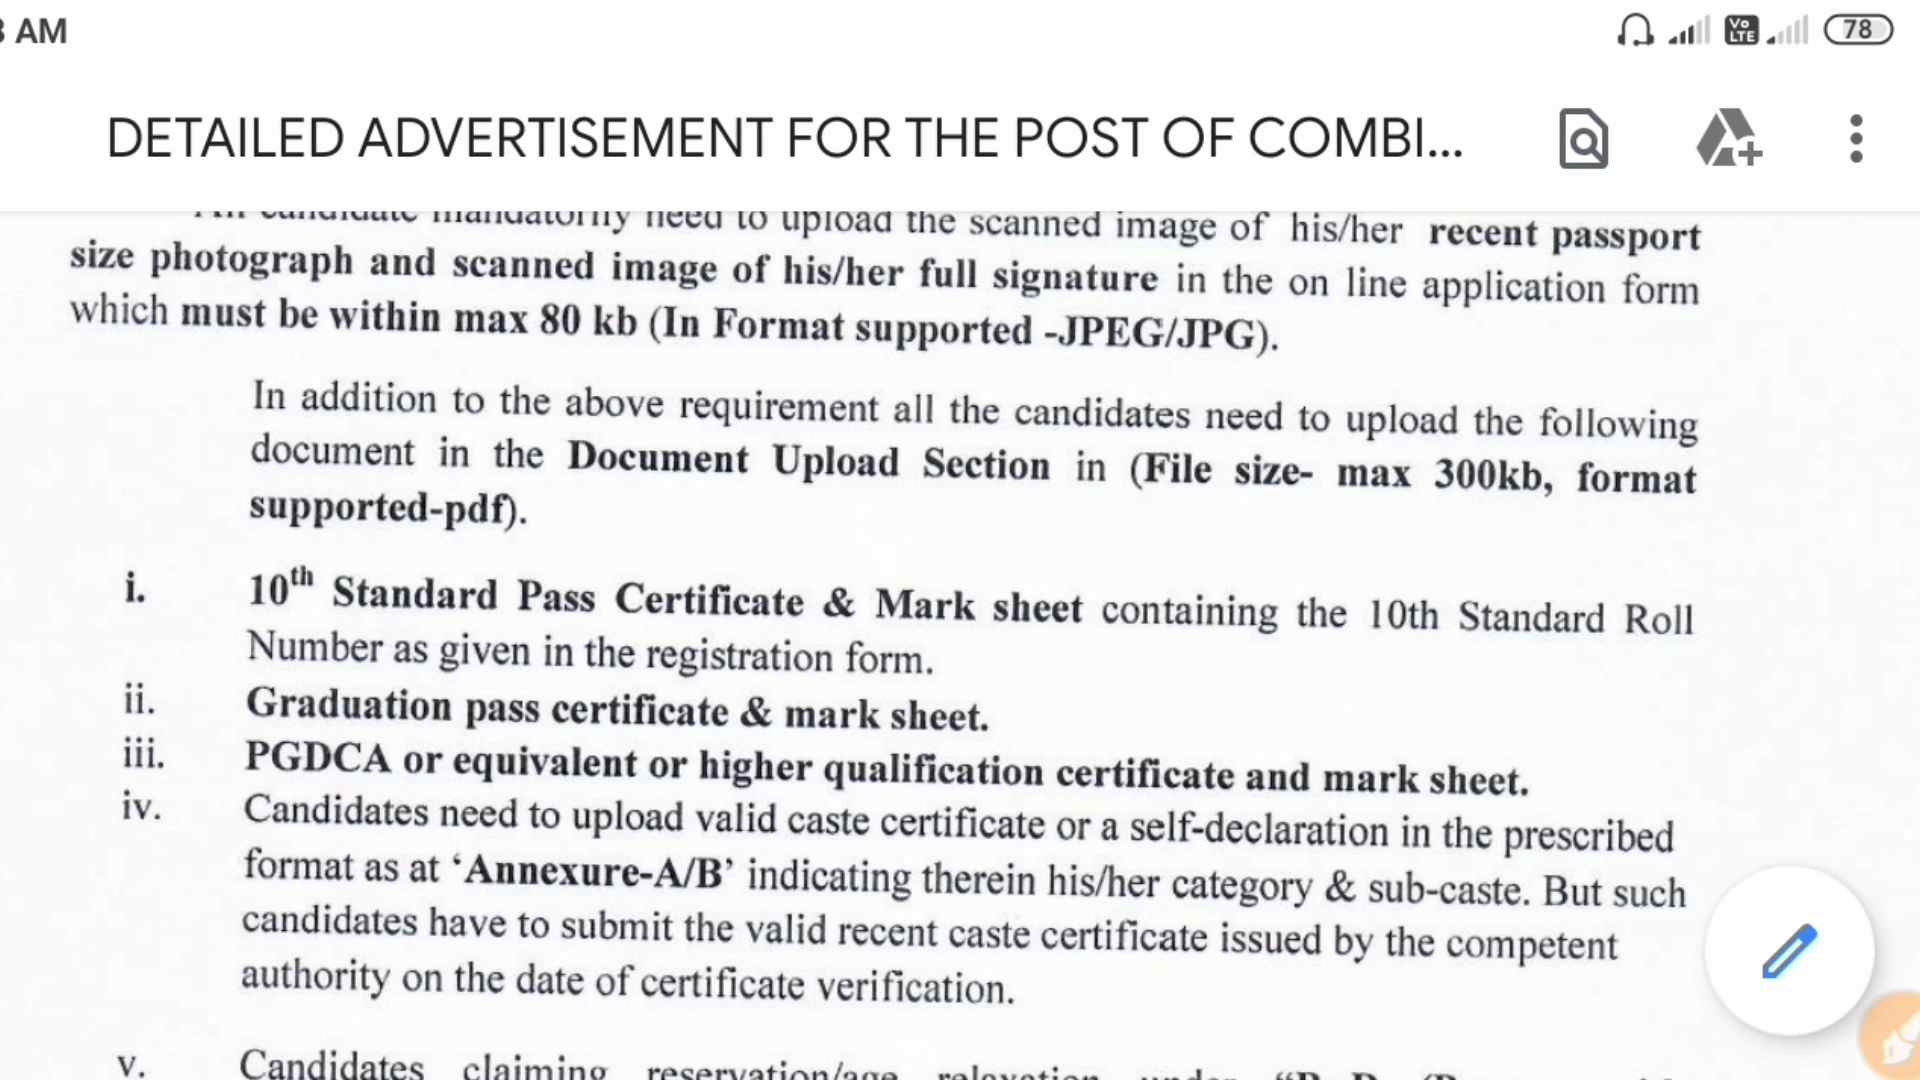 AM
78
Vo
LTE
DETAILED ADVERTISEMENT FOR THE POST OF COMBI...
candidate mandatorily need to upload the scanned image of his/her recent passport
size photograph and scanned image of his/her full signature in the on line application form
which must be within max 80 kb (In Format supported -JPEG/JPG).
In addition to the above requirement all the candidates need to upload the following
document in the Document Upload Section in (File size- max 300kb, format
supported-pdf).
i. 10th Standard Pass Certificate & Mark sheet containing the 10th Standard Roll
Number as given in the registration form.
ii. Graduation pass certificate & mark sheet.
iii. PGDCA or equivalent or higher qualification certificate and mark sheet.
iv. Candidates need to upload valid caste certificate or a self-declaration in the prescribed
format as at ‘Annexure-A/B’ indicating therein his/her category & sub-caste. But such
candidates have to submit the valid recent caste certificate issued by the competent
authority on the date of certificate verification.
v. Candidates claiming reservation/age relaxation under